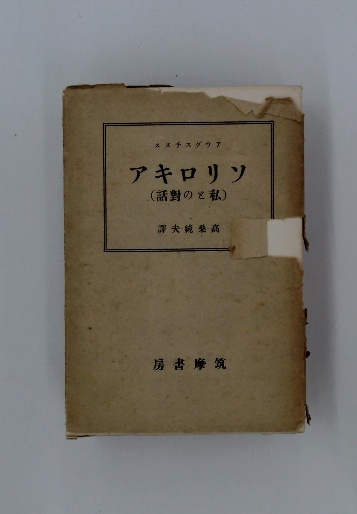 アウグスチヌス
ソリロキア
(私との對話)
高桑純夫譯
筑摩書房